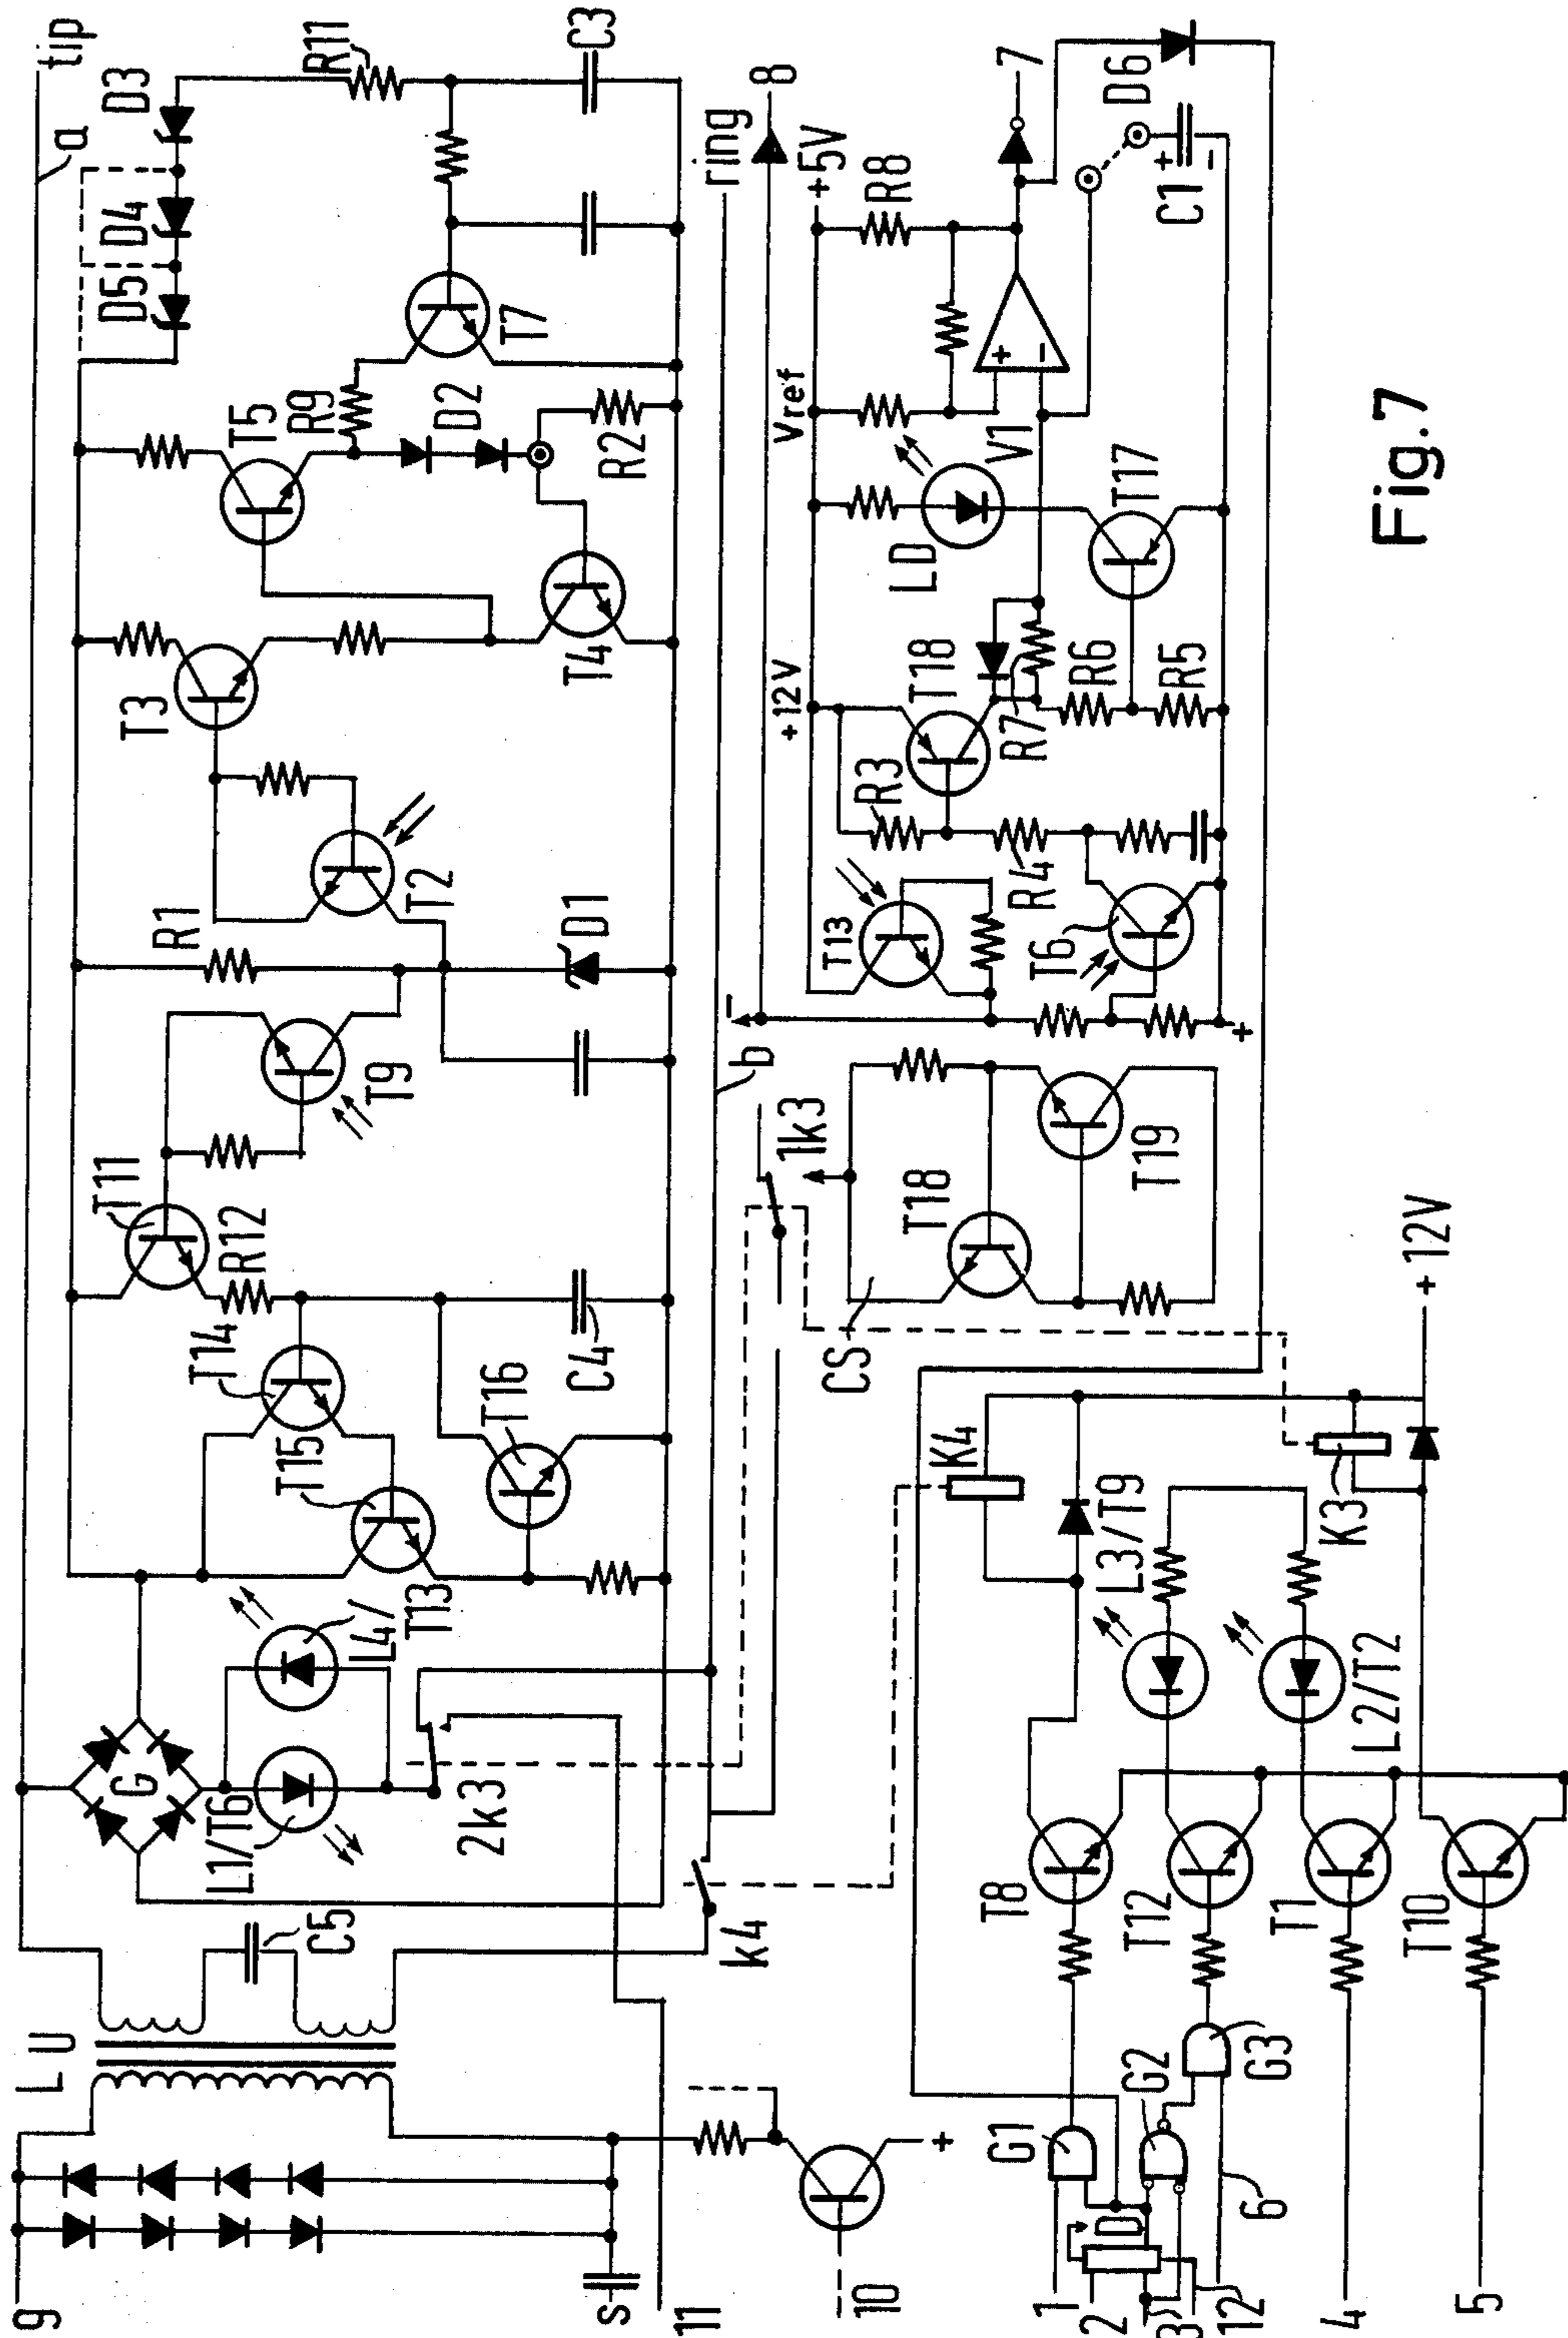 tip
a
D3
D4
D5
R11
C3
T7
T5
R9
D2
R2
T4
T3
T2
R1
D1
T9
T11
R12
C4
T14
T15
T16
L4/
T13
G
L1/T6
2k3
C5
k4
LU
9
s
11
10
+
ring
8
b
1k3
CS
T18
T19
–
+
+12V
Vref
+5V
R8
7
D6
C1
+
–
+
–
V1
LD
T17
T18
R7
R6
R5
R3
R4
T13
T6
+12V
K4
K3
L3/T9
L2/T2
T8
T12
T1
T10
G1
G2
G3
D
6
1
2
3
12
4
5
Fig.7